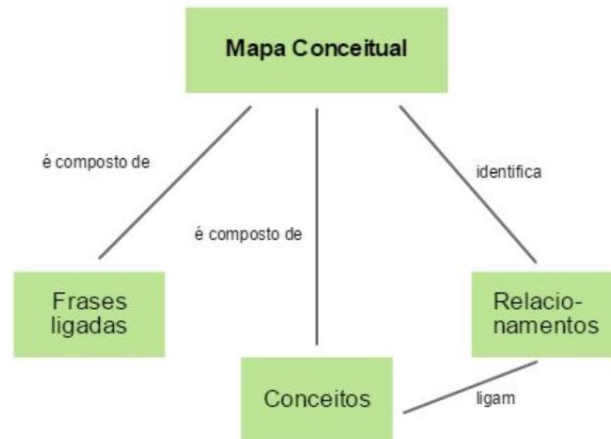 Mapa Conceitual
é composto de
identifica
é composto de
Frases
ligadas
Relacio-
namentos
Conceitos
ligam